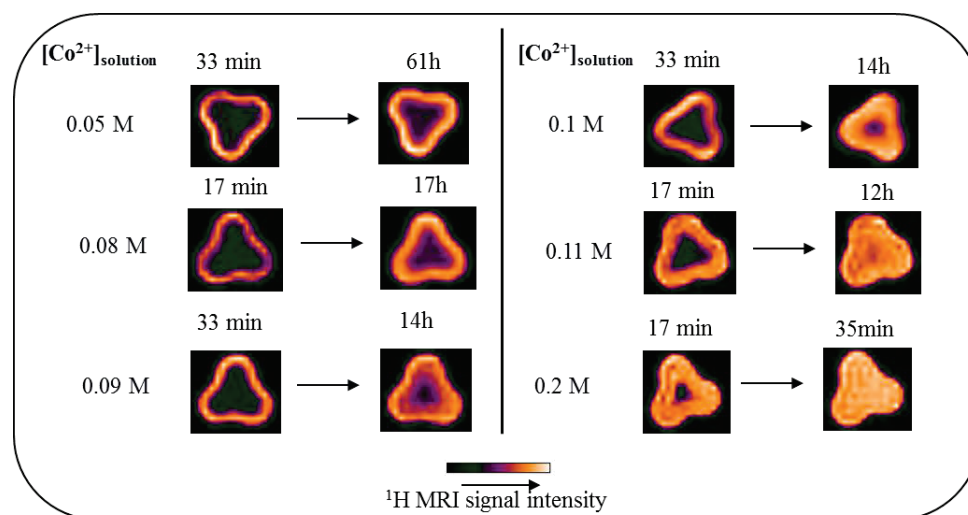 [Co²⁺]solution
33 min 61h
0.05 M
17 min 17h
0.08 M
33 min 14h
0.09 M
[Co²⁺]solution
33 min 14h
0.1 M
17 min 12h
0.11 M
17 min 35min
0.2 M
¹H MRI signal intensity